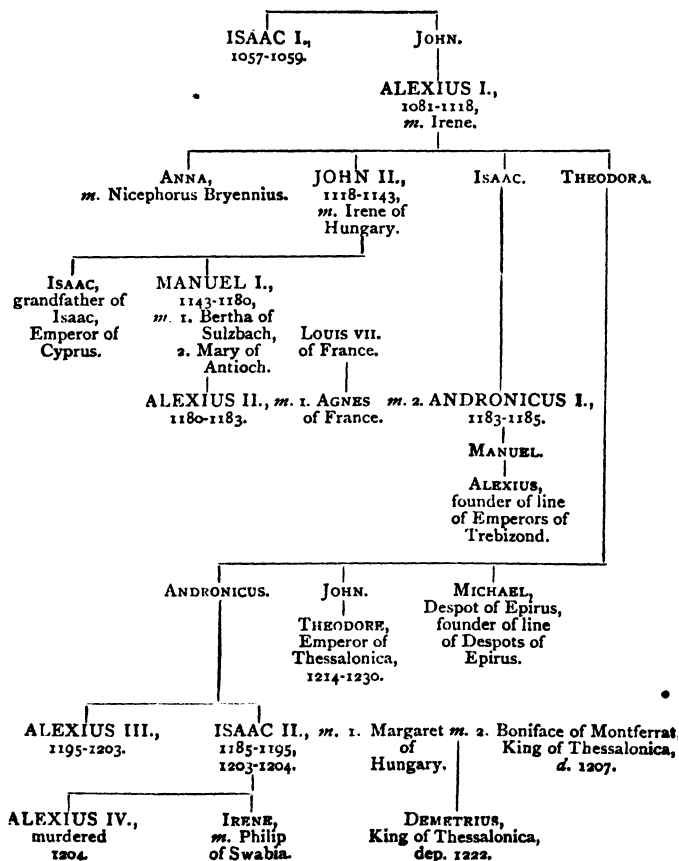 ISAAC I.,
1057-1059.
JOHN.
ALEXIUS I.,
1081-1118,
m. Irene.
ANNA,
m. Nicephorus Bryennius.
JOHN II.,
1118-1143,
m. Irene of
Hungary.
ISAAC.
THEODORA.
ISAAC,
grandfather of
Isaac,
Emperor of
Cyprus.
MANUEL I.,
1143-1180,
m. 1. Bertha of
Sulzbach,
2. Mary of
Antioch.
LOUIS VII.
of France.
ALEXIUS II., m. 1. AGNES m. 2. ANDRONICUS I.,
1180-1183. of France. 1183-1185.
MANUEL.
ALEXIUS,
founder of line
of Emperors of
Trebizond.
ANDRONICUS.
JOHN.
THEODORE,
Emperor of
Thessalonica,
1214-1230.
MICHAEL,
Despot of Epirus,
founder of line
of Despots of
Epirus.
ALEXIUS III.,
1195-1203.
ISAAC II., m. 1. Margaret m. 2. Boniface of Montferrat,
1185-1195, of King of Thessalonica,
1203-1204. Hungary. d. 1207.
ALEXIUS IV.,
murdered
1204.
IRENE,
m. Philip
of Swabia.
DEMETRIUS,
King of Thessalonica,
dep. 1222.